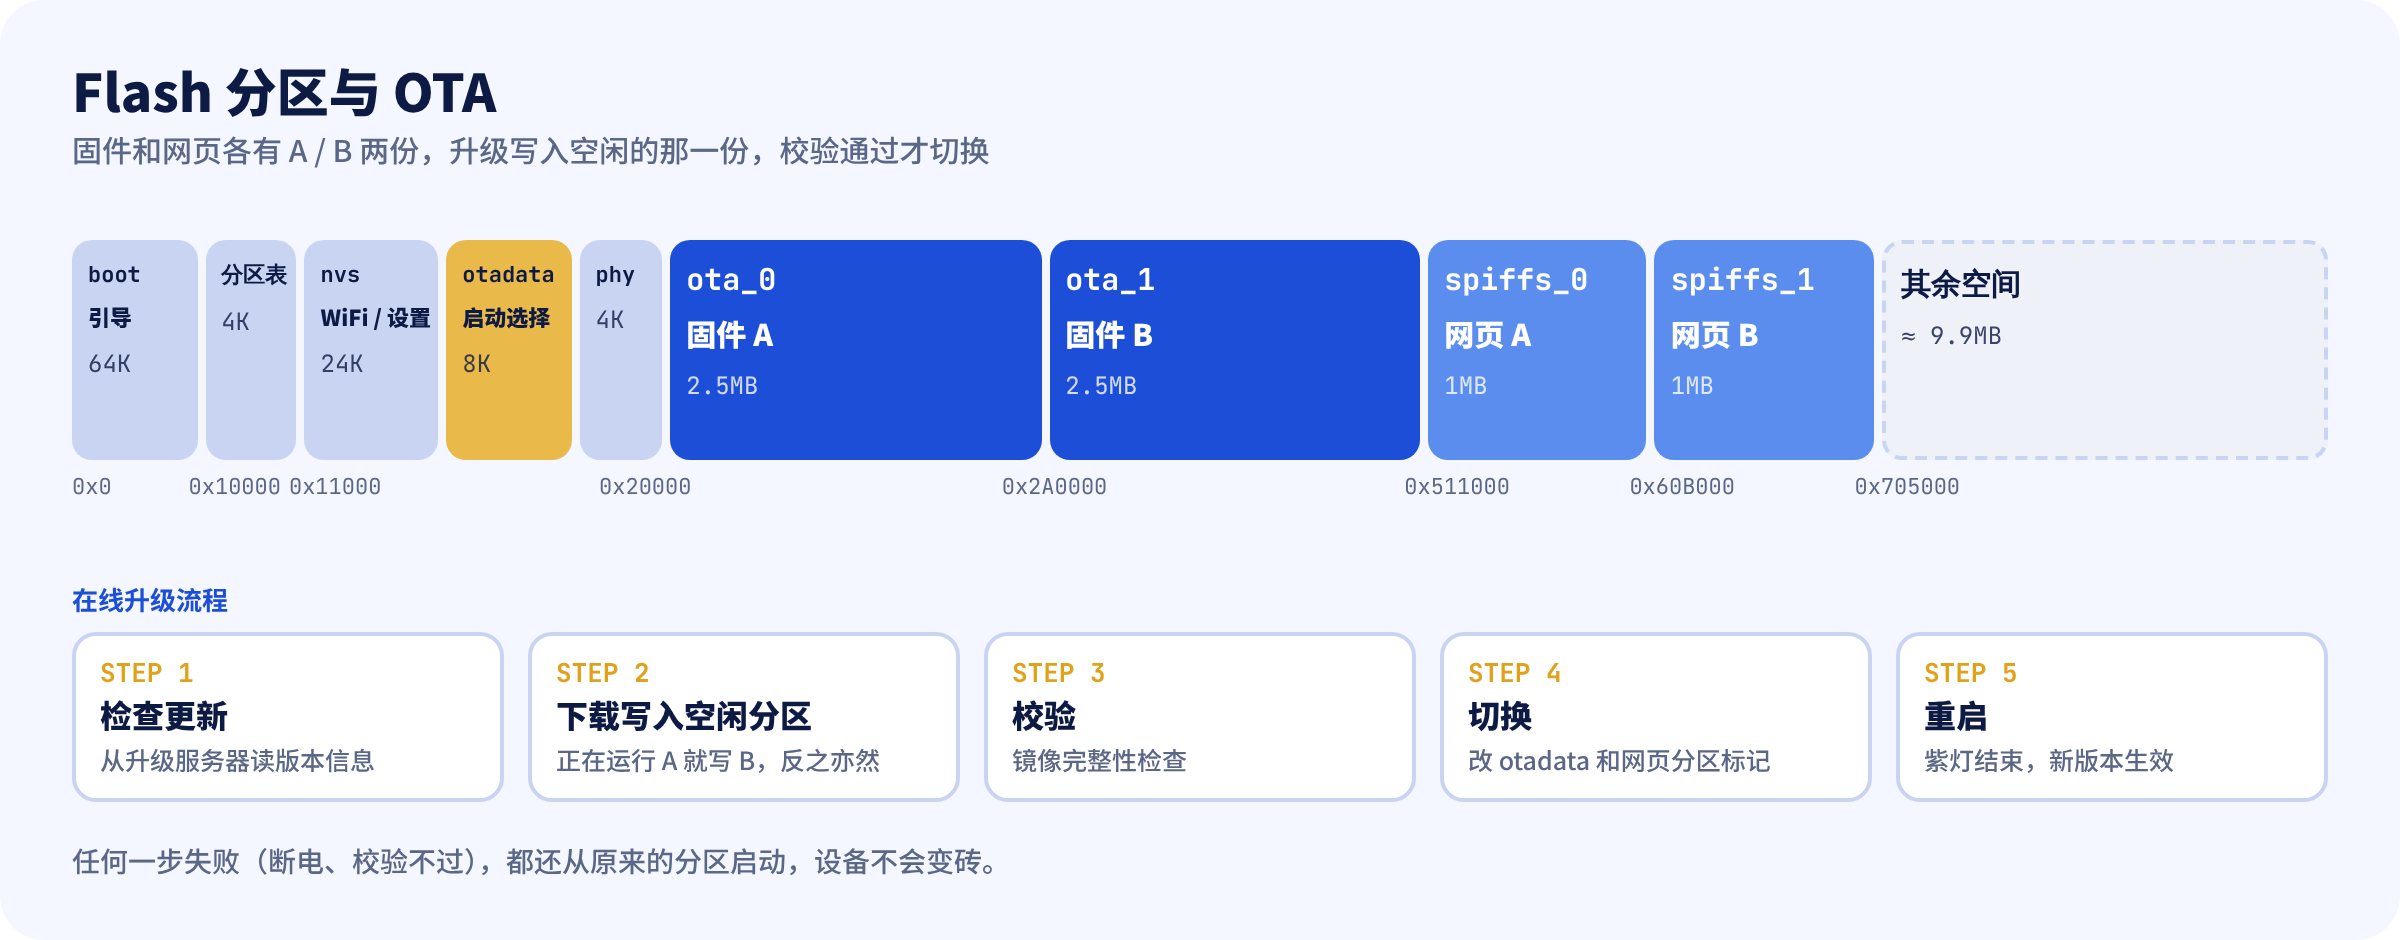 Flash 分区与 OTA
固件和网页各有 A / B 两份，升级写入空闲的那一份，校验通过才切换
boot
引导
64K
分区表
4K
nvs
WiFi / 设置
24K
otadata
启动选择
8K
phy
4K
ota_0
固件 A
2.5MB
ota_1
固件 B
2.5MB
spiffs_0
网页 A
1MB
spiffs_1
网页 B
1MB
其余空间
≈ 9.9MB
0x0
0x10000
0x11000
0x20000
0x2A0000
0x511000
0x60B000
0x705000
在线升级流程
STEP 1
检查更新
从升级服务器读版本信息
STEP 2
下载写入空闲分区
正在运行 A 就写 B，反之亦然
STEP 3
校验
镜像完整性检查
STEP 4
切换
改 otadata 和网页分区标记
STEP 5
重启
紫灯结束，新版本生效
任何一步失败（断电、校验不过），都还从原来的分区启动，设备不会变砖。